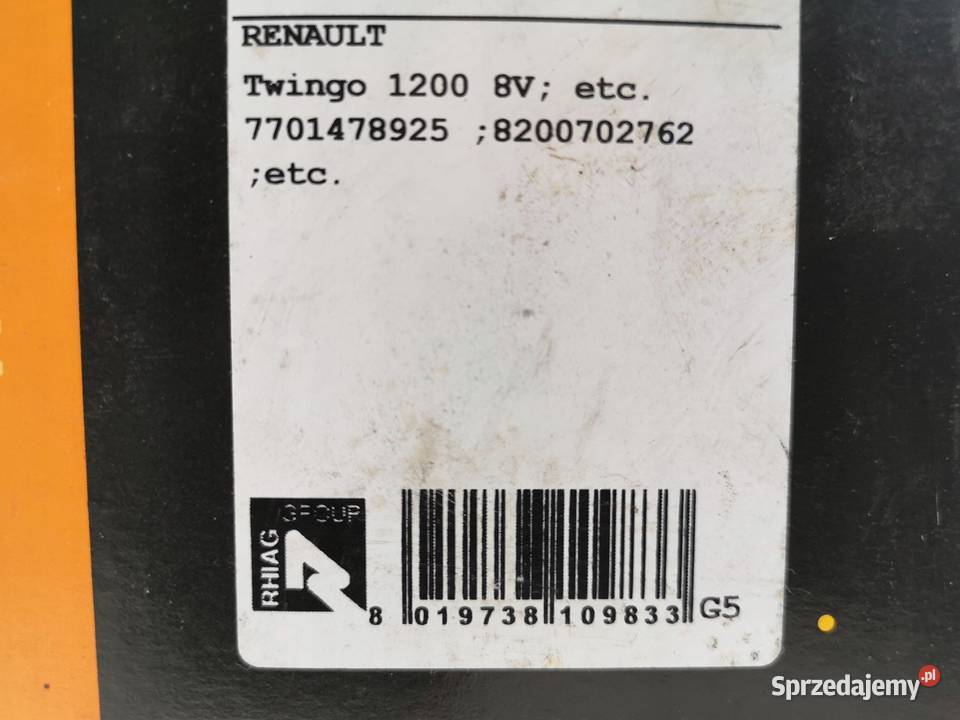 RENAULT
Twingo 1200 8V; etc.
7701478925 ;8200702762
;etc.
GROUP
RHIAG
8 019738 109833 G5
Sprzedajemy.pl